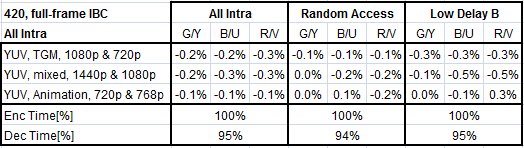 420, full-frame IBC All Intra Random Access Low Delay B
All Intra G/Y B/U R/V G/Y B/U R/V G/Y B/U R/V
YUV, TGM, 1080p & 720p -0.2% -0.2% -0.3% -0.1% -0.1% -0.1% -0.3% -0.3% -0.3%
YUV, mixed, 1440p & 1080p -0.2% -0.3% -0.3% 0.0% -0.2% -0.2% -0.1% -0.5% -0.5%
YUV, Animation, 720p & 768p -0.1% -0.1% -0.1% 0.0% 0.1% -0.2% 0.0% -0.1% 0.3%
Enc Time[%] 100% 100% 100%
Dec Time[%] 95% 94% 95%